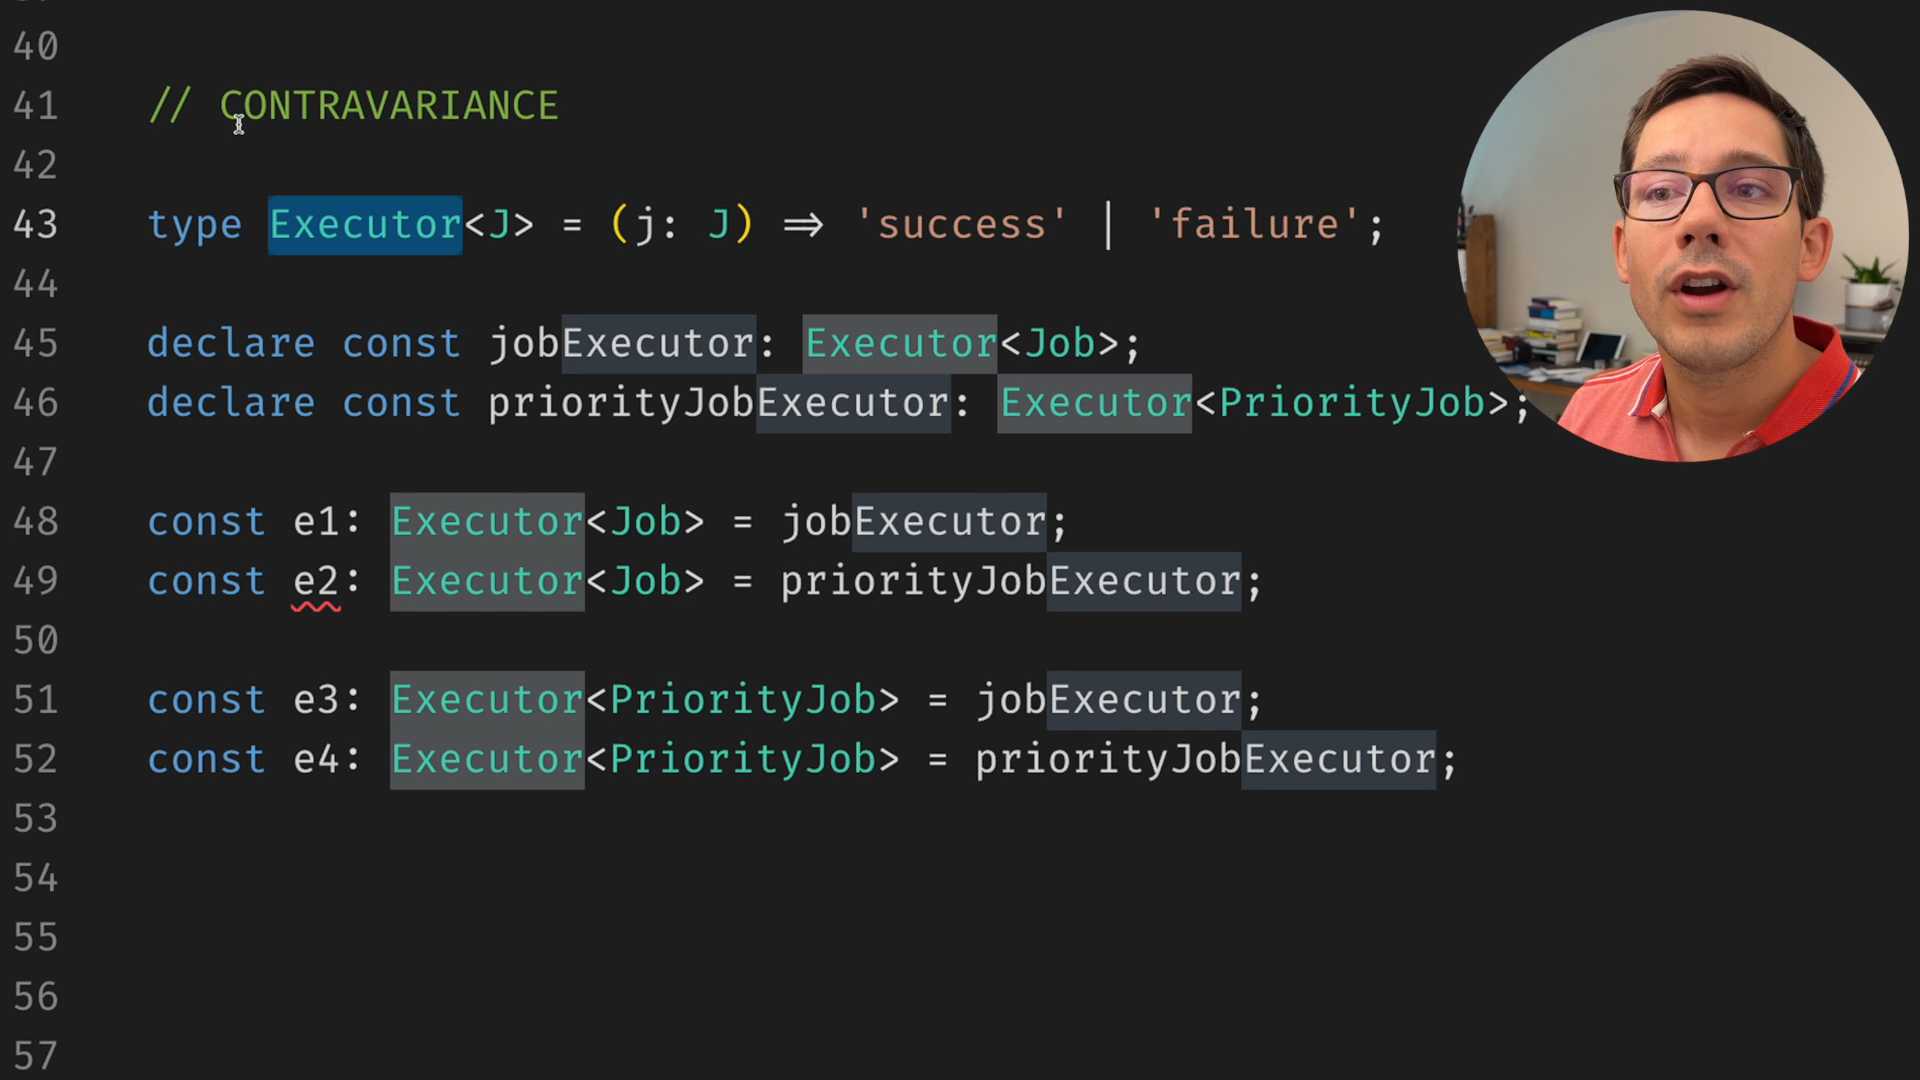 40
41 // CONTRAVARIANCE
42
43 type Executor<J> = (j: J) => 'success' | 'failure';
44
45 declare const jobExecutor: Executor<Job>;
46 declare const priorityJobExecutor: Executor<PriorityJob>;
47
48 const e1: Executor<Job> = jobExecutor;
49 const e2: Executor<Job> = priorityJobExecutor;
50
51 const e3: Executor<PriorityJob> = jobExecutor;
52 const e4: Executor<PriorityJob> = priorityJobExecutor;
53
54
55
56
57